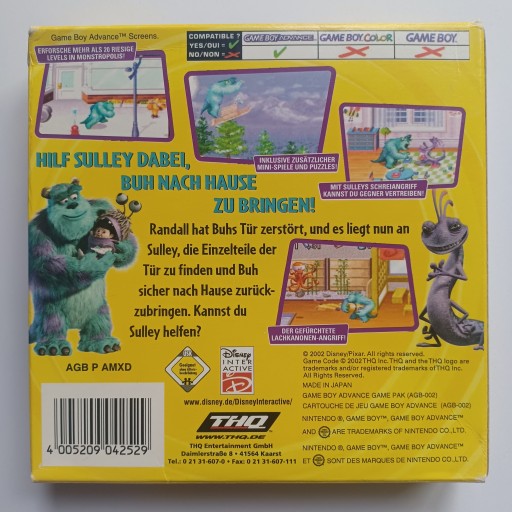 Game Boy Advance™ Screens.
COMPATIBLE ?
YES/OUI =
NO/NON =
GAME BOY ADVANCE
GAME BOY COLOR
GAME BOY
ERFORSCHE MEHR ALS 20 RIESIGE
LEVELS IN MONSTROPOLIS!
INKLUSIVE ZUSÄTZLICHER
MINI-SPIELE UND PUZZLES!
MIT SULLEYS SCHREIANGRIFF
KANNST DU GEGNER VERTREIBEN!
HILF SULLEY DABEI,
BUH NACH HAUSE
ZU BRINGEN!
Randall hat Buhs Tür zerstört, und es liegt nun an
Sulley, die Einzelteile der
Tür zu finden und Buh
sicher nach Hause zurück-
zubringen. Kannst du
Sulley helfen?
DER GEFÜRCHTETE
LACHKANONEN-ANGRIFF!
AGB P AMXD
Disney
INTER
ACTIVE
www.disney.de/DisneyInteractive/
THQ
WWW.THQ.DE
THQ Entertainment GmbH
Daimlerstraße 8 • 41564 Kaarst
Tel.: 0 21 31-607-0 • Fax: 0 21 31-607-111
4 005209 042529
© 2002 Disney/Pixar. All rights reserved.
Game Code © 2002 THQ Inc. THQ and the THQ logo are
trademarks and/or registered trademarks of THQ Inc.
All rights reserved.
MADE IN JAPAN
GAME BOY ADVANCE GAME PAK (AGB-002)
CARTOUCHE DE JEU GAME BOY ADVANCE (AGB-002)
NINTENDO ®, GAME BOY™, GAME BOY ADVANCE™
AND ARE TRADEMARKS OF NINTENDO CO.,LTD.
NINTENDO ®, GAME BOY™, GAME BOY ADVANCE™
ET SONT DES MARQUES DE NINTENDO CO.,LTD.